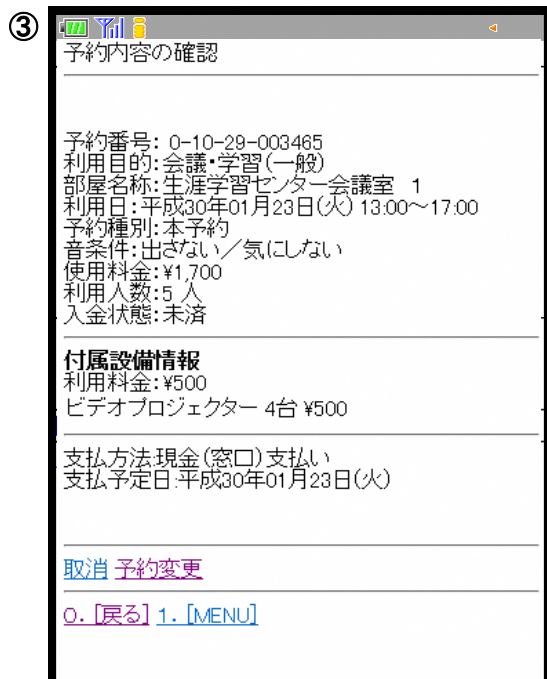 ③
予約内容の確認
予約番号: 0-10-29-003465
利用目的:会議・学習(一般)
部屋名称:生涯学習センター会議室 1
利用日:平成30年01月23日(火) 13:00～17:00
予約種別:本予約
音条件:出さない／気にしない
使用料金:¥1,700
利用人数:5 人
入金状態:未済
付属設備情報
利用料金:¥500
ビデオプロジェクター 4台 ¥500
支払方法:現金(窓口)支払い
支払予定日:平成30年01月23日(火)
取消 予約変更
0. [戻る] 1. [MENU]